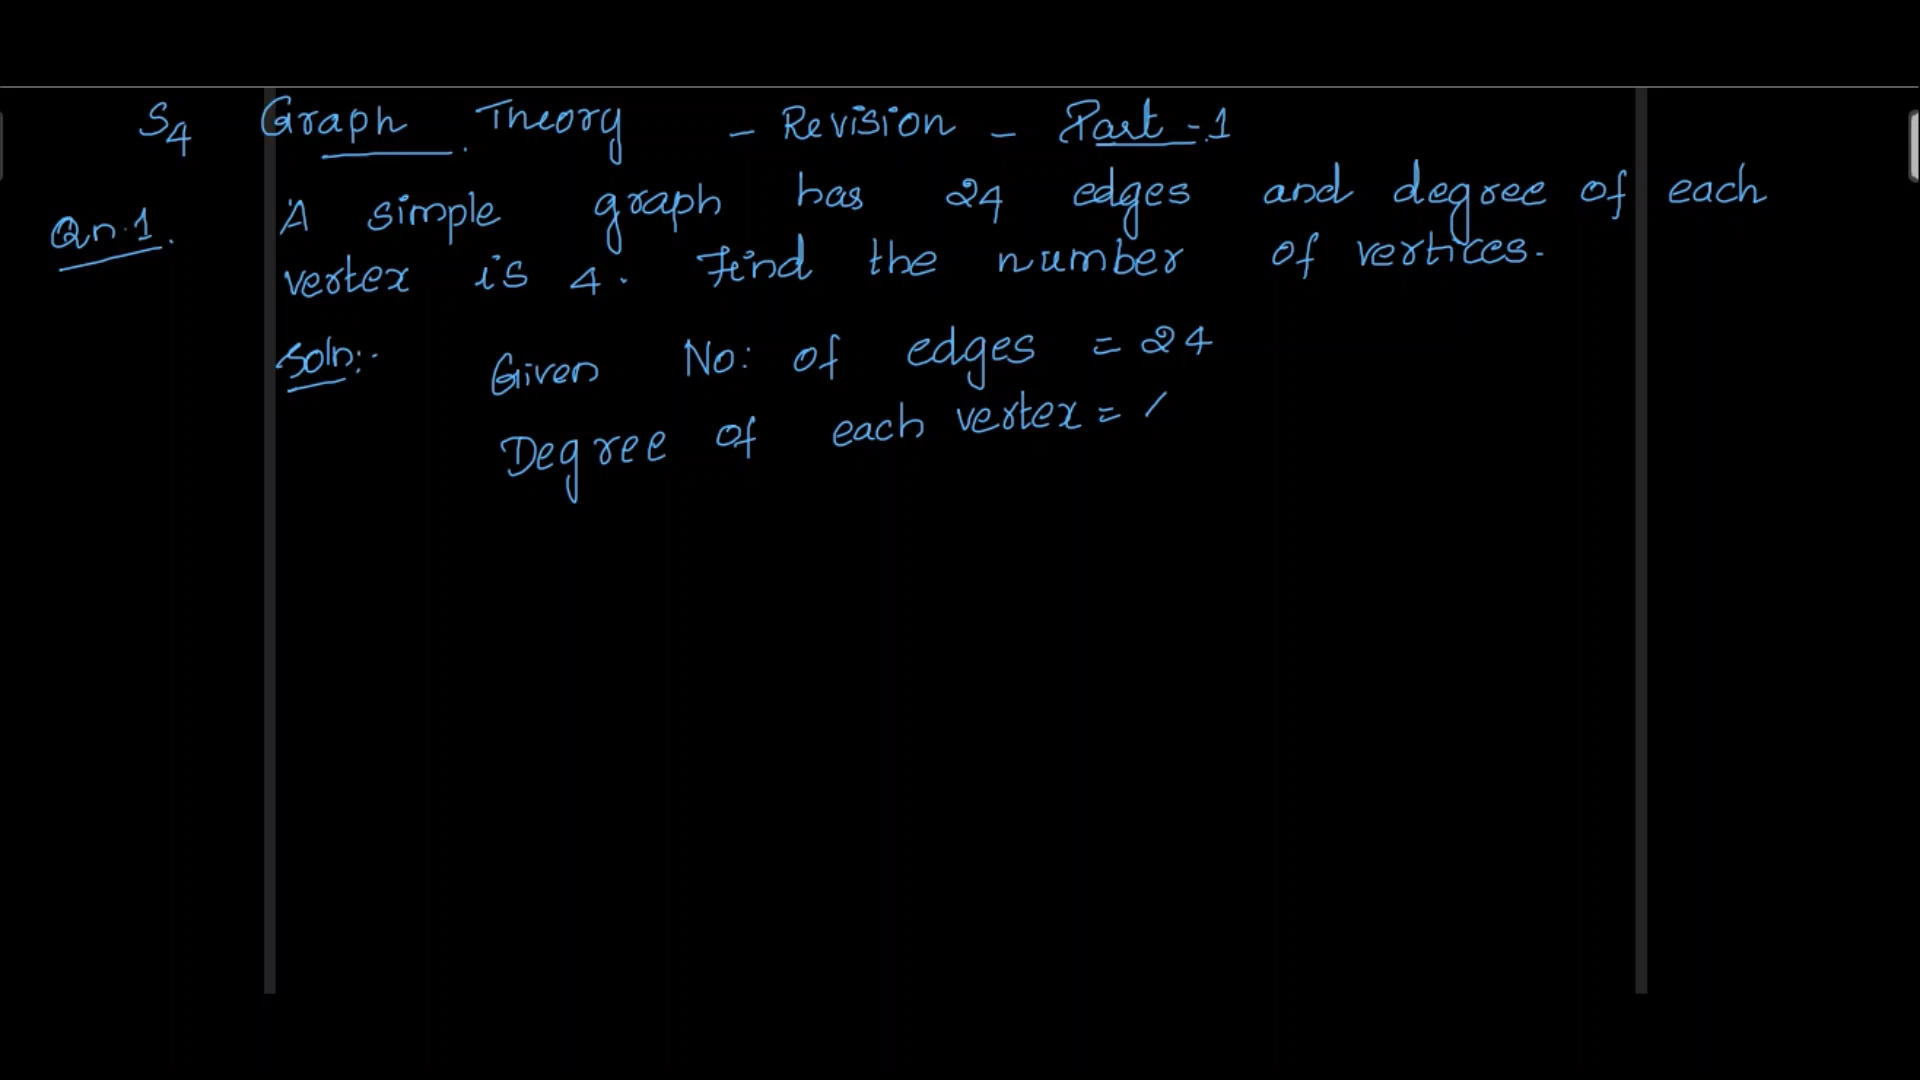 S4 Graph Theory - Revision - Part-1
Qn.1. A simple graph has 24 edges and degree of each
vertex is 4. Find the number of vertices.
Soln:- Given No: of edges = 24
Degree of each vertex =